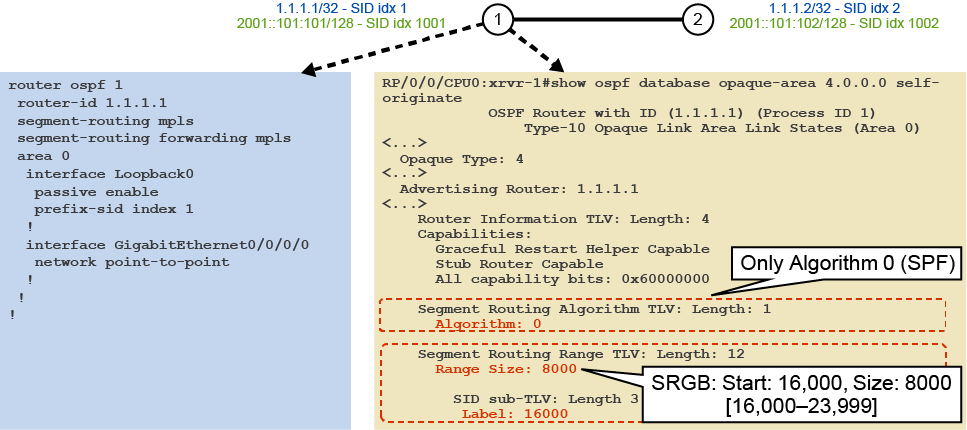 1.1.1.1/32 - SID idx 1
2001::101:101/128 - SID idx 1001
1
2
1.1.1.2/32 - SID idx 2
2001::101:102/128 - SID idx 1002
router ospf 1
router-id 1.1.1.1
segment-routing mpls
segment-routing forwarding mpls
area 0
interface Loopback0
passive enable
prefix-sid index 1
!
interface GigabitEthernet0/0/0/0
network point-to-point
!
!
!
RP/0/0/CPU0:xrvr-1#show ospf database opaque-area 4.0.0.0 self-
originate
OSPF Router with ID (1.1.1.1) (Process ID 1)
Type-10 Opaque Link Area Link States (Area 0)
<...>
Opaque Type: 4
<...>
Advertising Router: 1.1.1.1
<...>
Router Information TLV: Length: 4
Capabilities:
Graceful Restart Helper Capable
Stub Router Capable
All capability bits: 0x60000000
Only Algorithm 0 (SPF)
Segment Routing Algorithm TLV: Length: 1
Algorithm: 0
Segment Routing Range TLV: Length: 12
Range Size: 8000
SID sub-TLV: Length 3
Label: 16000
SRGB: Start: 16,000, Size: 8000
[16,000–23,999]